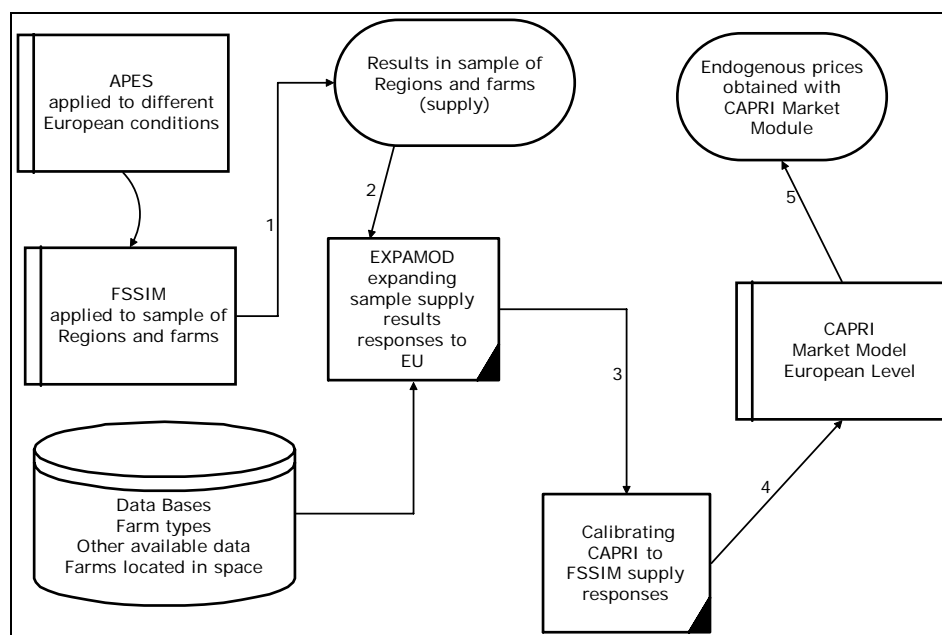 APES
applied to different
European conditions
Results in sample of
Regions and farms
(supply)
Endogenous prices
obtained with
CAPRI Market
Module
1
2
5
FSSIM
applied to sample of
Regions and farms
EXPAMOD
expanding
sample supply
results
responses to
EU
CAPRI
Market Model
European Level
3
4
Data Bases
Farm types
Other available data
Farms located in space
Calibrating
CAPRI to
FSSIM supply
responses